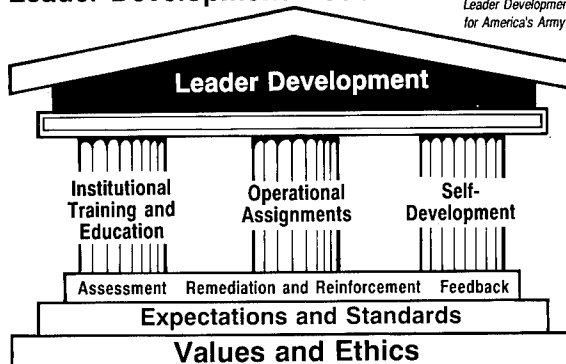 Leader Development
for America's Army
Leader Development
Institutional
Training and
Education
Operational
Assignments
Self-
Development
Assessment Remediation and Reinforcement Feedback
Expectations and Standards
Values and Ethics